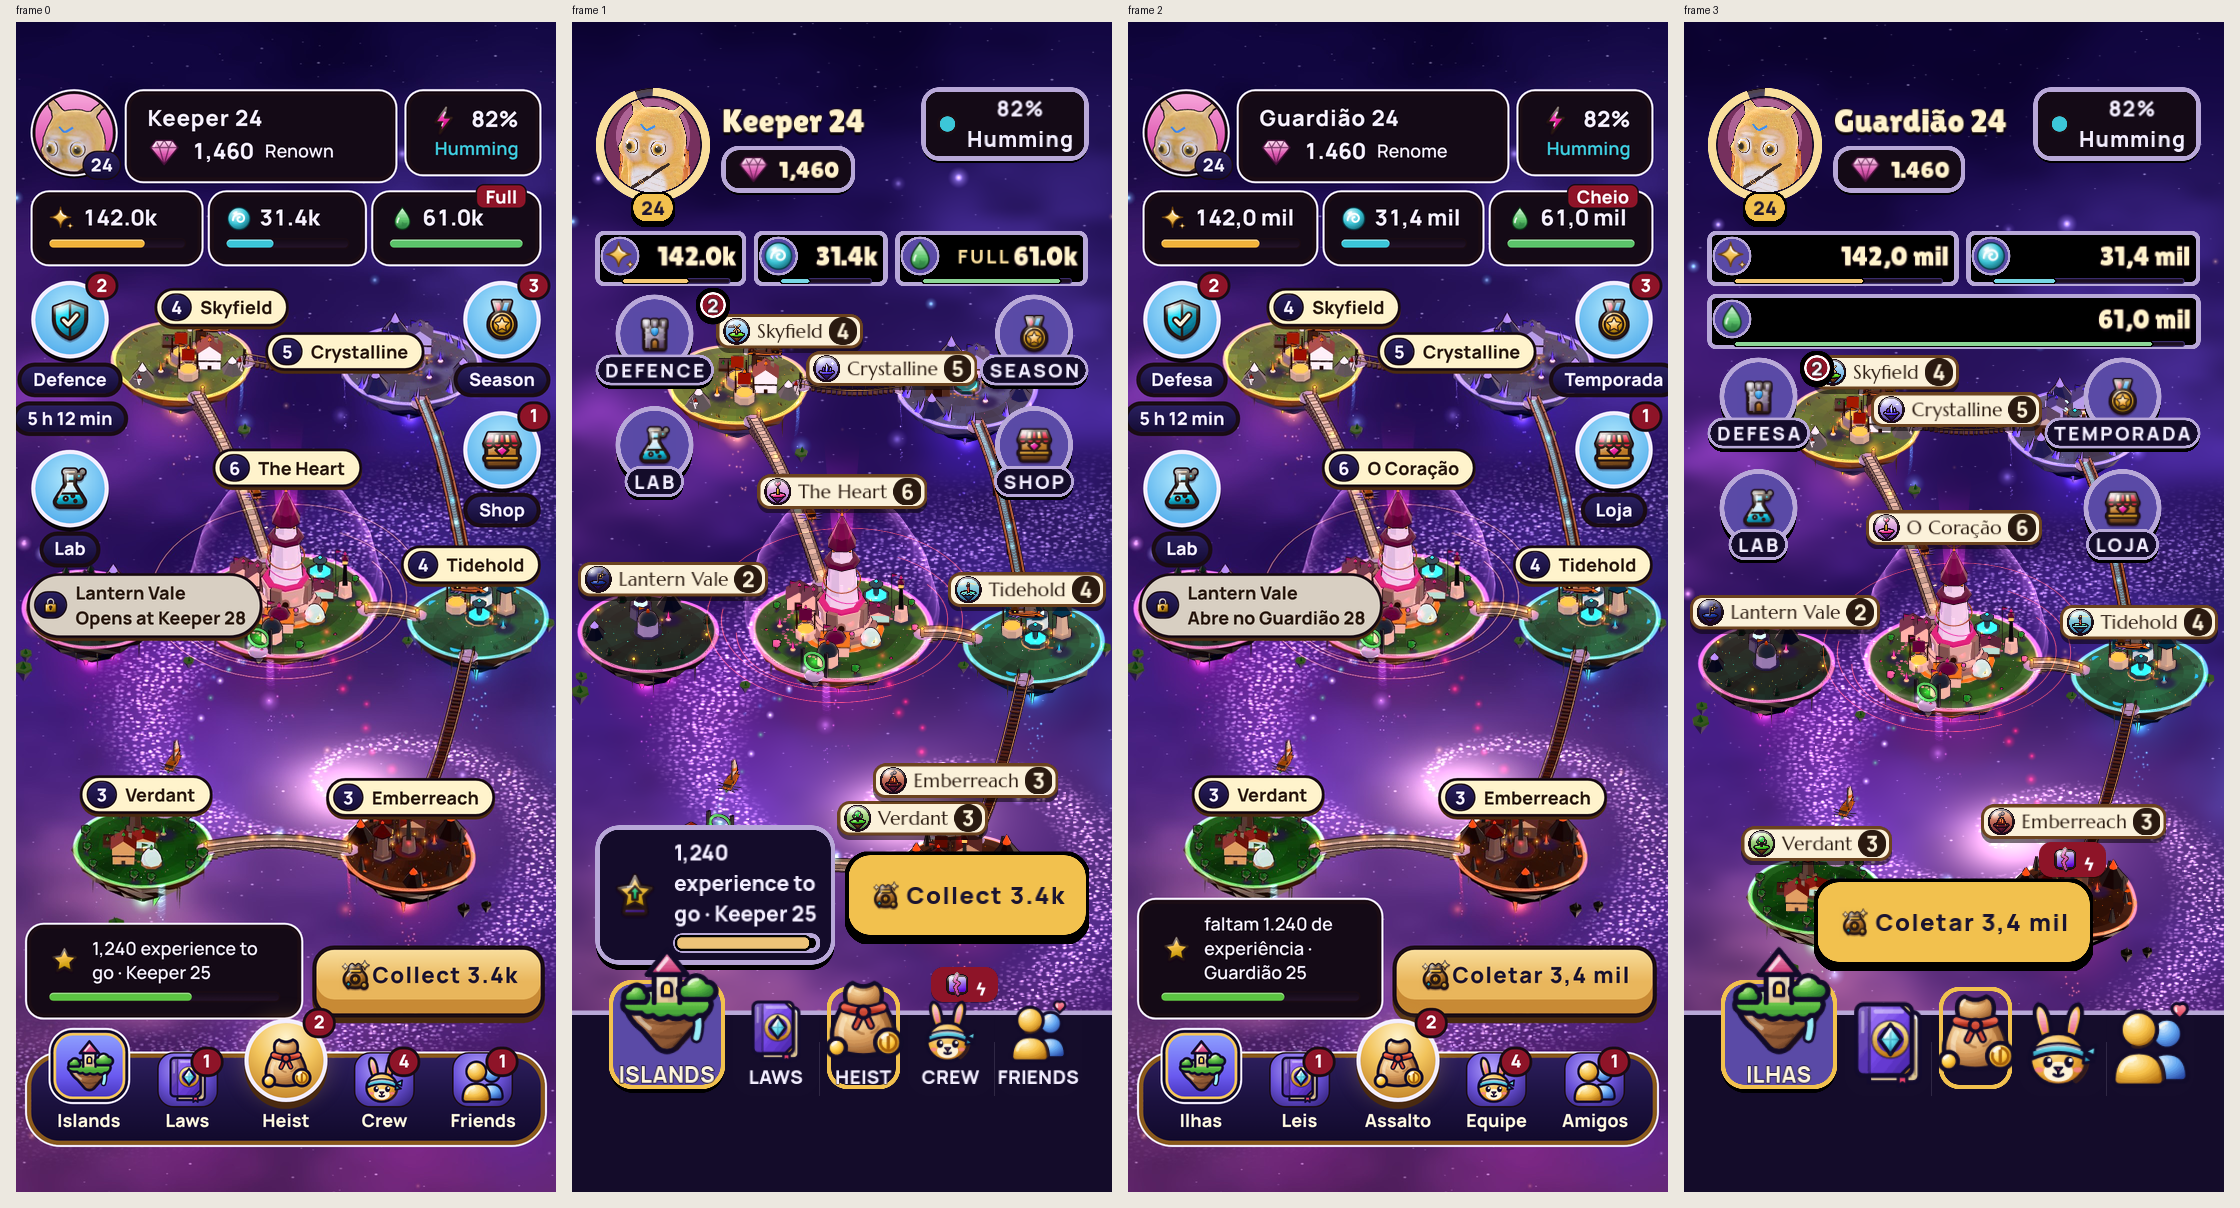 frame 0
Keeper 24
1,460 Renown
82%
Humming
24
142.0k
31.4k
61.0k
Full
2
Defence
5 h 12 min
Lab
4 Skyfield
5 Crystalline
3
Season
1
Shop
6 The Heart
4 Tidehold
Lantern Vale
Opens at Keeper 28
3 Verdant
3 Emberreach
1,240 experience to
go · Keeper 25
Collect 3.4k
Islands
1
Laws
2
Heist
4
Crew
1
Friends
frame 1
Keeper 24
1,460
82%
Humming
24
142.0k
31.4k
FULL 61.0k
2
DEFENCE
Skyfield 4
Crystalline 5
SEASON
LAB
SHOP
The Heart 6
Lantern Vale 2
Tidehold 4
Emberreach 3
Verdant 3
1,240
experience to
go · Keeper 25
Collect 3.4k
ISLANDS
LAWS
HEIST
CREW
FRIENDS
frame 2
Guardião 24
1.460 Renome
82%
Humming
24
142,0 mil
31,4 mil
61,0 mil
Cheio
2
Defesa
5 h 12 min
Lab
4 Skyfield
5 Crystalline
3
Temporada
1
Loja
6 O Coração
4 Tidehold
Lantern Vale
Abre no Guardião 28
3 Verdant
3 Emberreach
faltam 1.240 de
experiência ·
Guardião 25
Coletar 3,4 mil
Ilhas
1
Leis
2
Assalto
4
Equipe
1
Amigos
frame 3
Guardião 24
1.460
82%
Humming
24
142,0 mil
31,4 mil
61,0 mil
2
DEFESA
Skyfield 4
Crystalline 5
TEMPORADA
LAB
LOJA
O Coração 6
Lantern Vale 2
Tidehold 4
Emberreach 3
Verdant 3
Coletar 3,4 mil
ILHAS